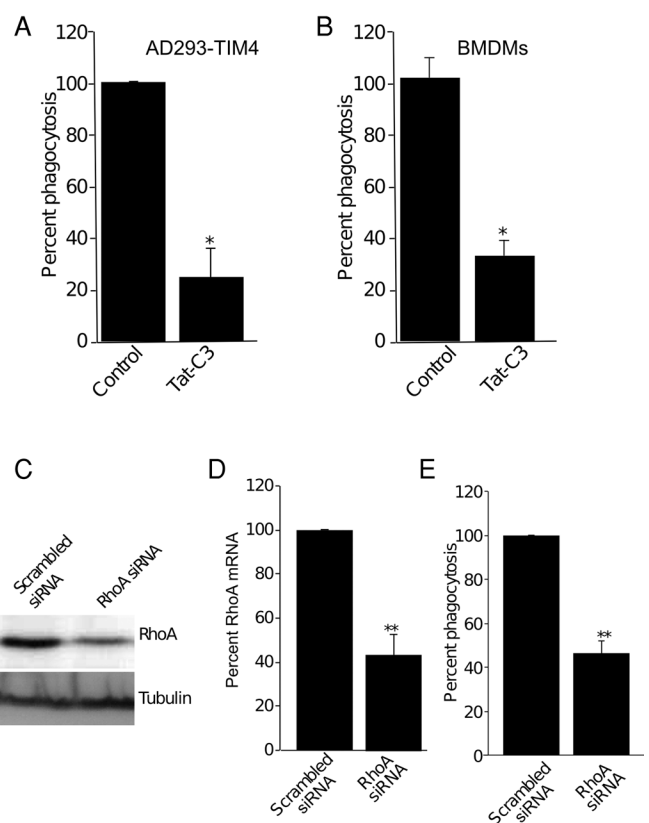 A
AD293-TIM4
Percent phagocytosis
120
100
80
60
40
20
0
*
Control
Tat-C3
B
BMDMs
Percent phagocytosis
120
100
80
60
40
20
0
*
Control
Tat-C3
C
Scrambled
siRNA
RhoA siRNA
RhoA
Tubulin
D
Percent RhoA mRNA
120
100
80
60
40
20
0
**
Scrambled
siRNA
RhoA
siRNA
E
Percent phagocytosis
120
100
80
60
40
20
0
**
Scrambled
siRNA
RhoA
siRNA